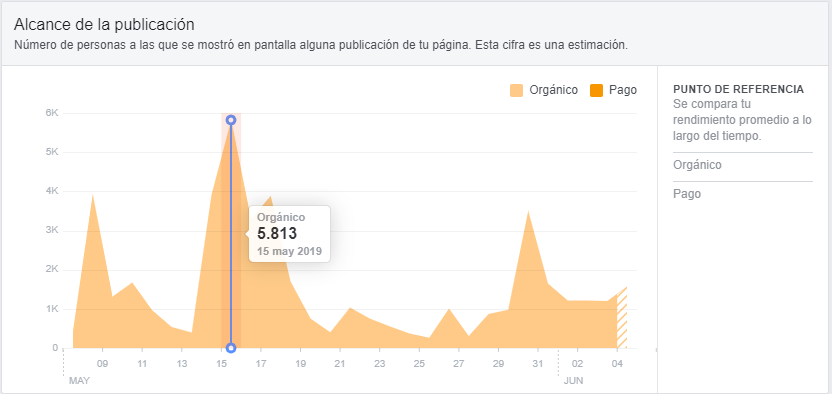 Alcance de la publicación
Número de personas a las que se mostró en pantalla alguna publicación de tu página. Esta cifra es una estimación.
Orgánico
Pago
6K
5K
4K
3K
2K
1K
0
Orgánico
5.813
15 may 2019
09
11
13
15
17
19
21
23
25
27
29
31
02
04
MAY
JUN
PUNTO DE REFERENCIA
Se compara tu
rendimiento promedio a lo
largo del tiempo.
Orgánico
Pago